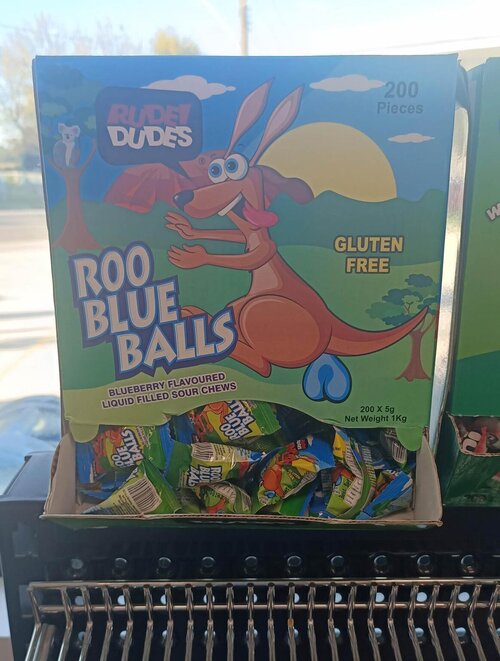 RUDE!
DUDES
200
Pieces
GLUTEN
FREE
ROO
BLUE
BALLS
BLUEBERRY FLAVOURED
LIQUID FILLED SOUR CHEWS
200 X 5g
Net Weight 1Kg